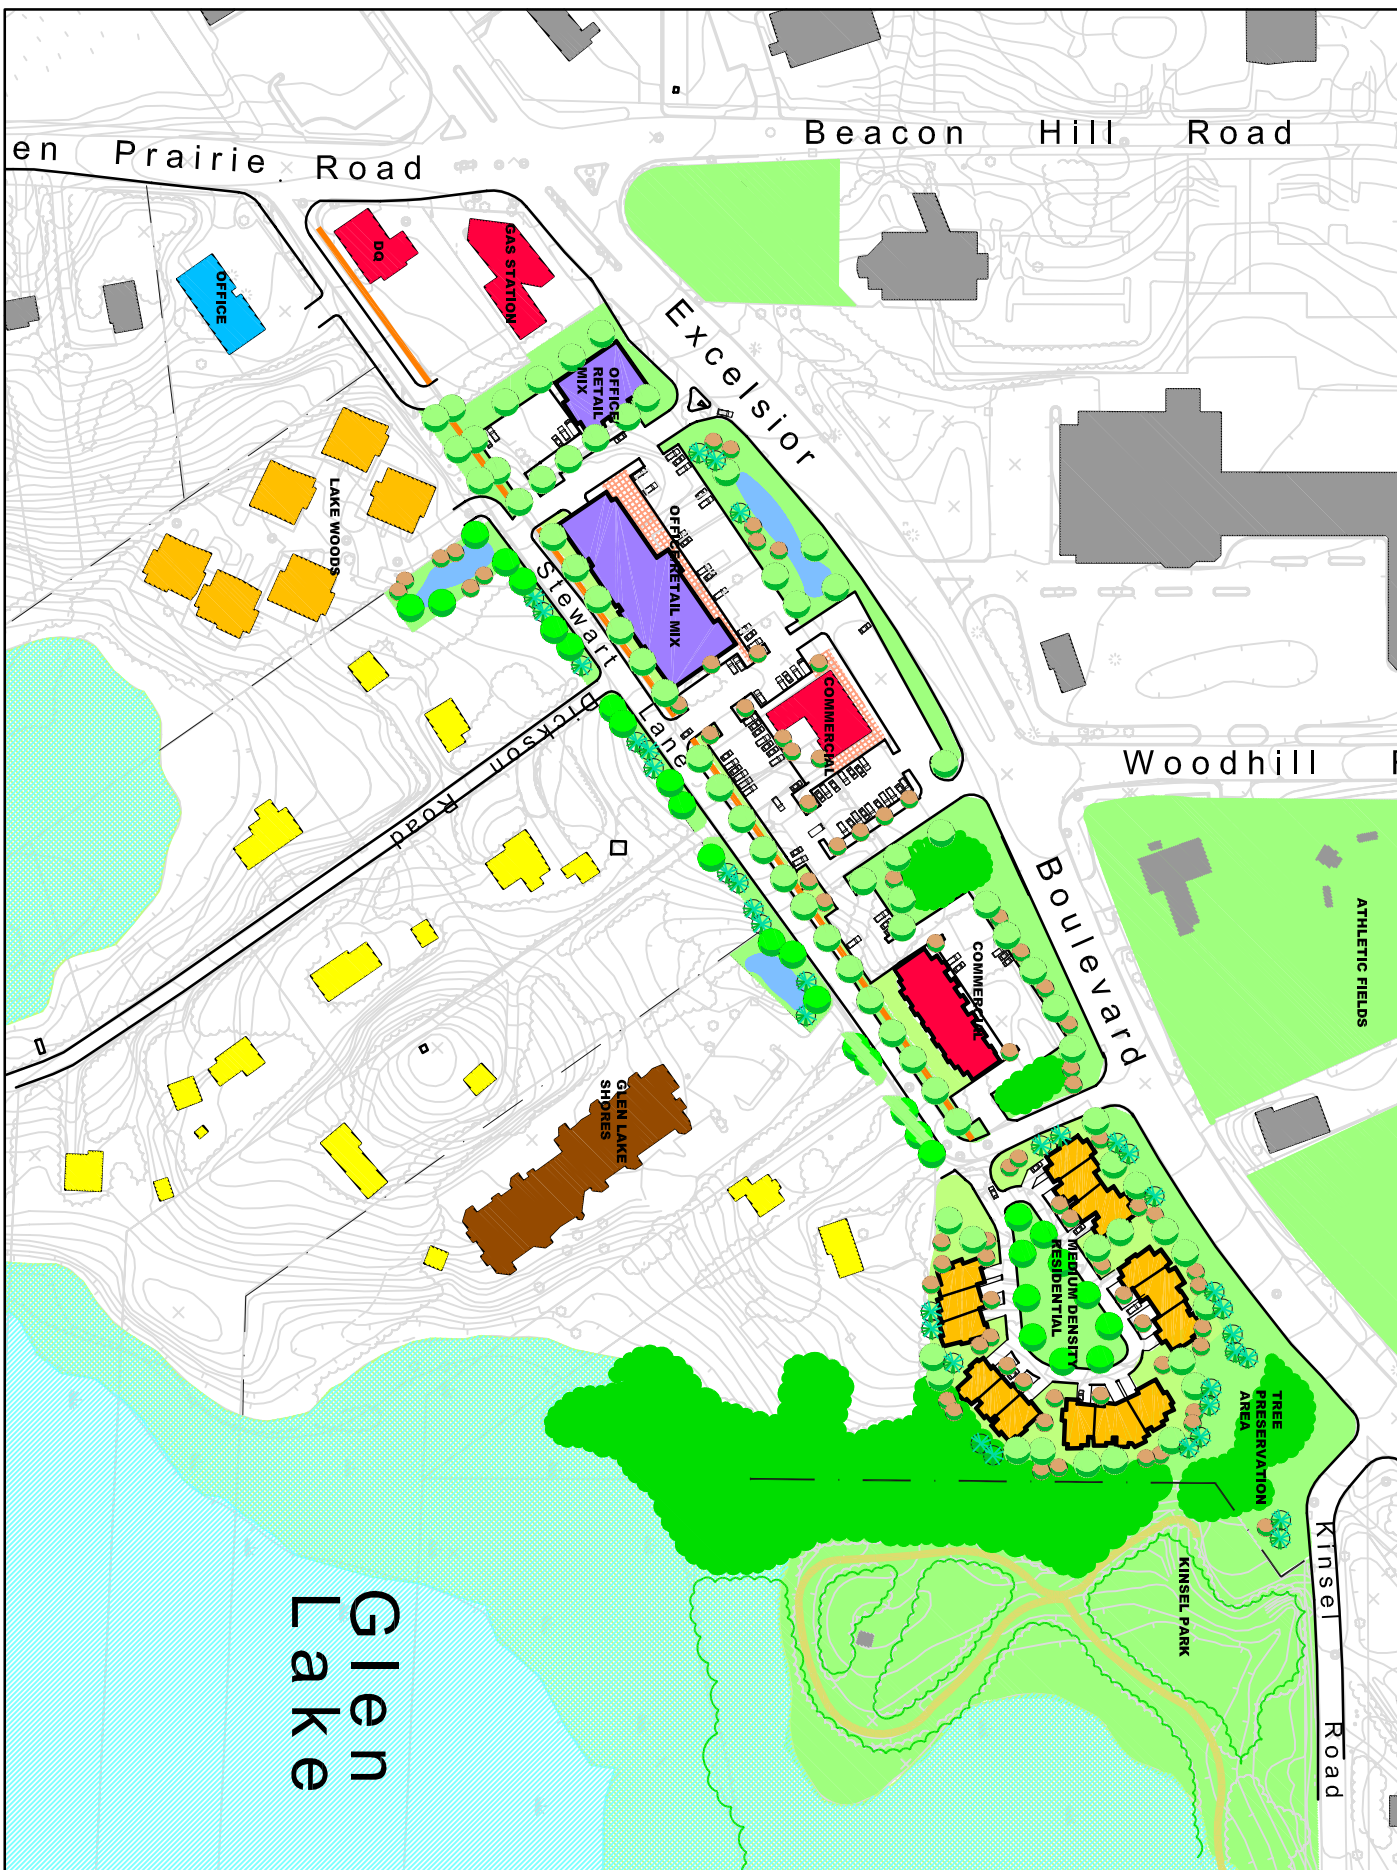 Beacon Hill Road
en Prairie Road
DQ
GAS STATION
OFFICE
Excelsior
OFFICE
RETAIL
MIX
LAKE WOODS
OFFICE/RETAIL MIX
Stewart
Lane
COMMERCIAL
Dickson
Road
Woodhill
Boulevard
ATHLETIC FIELDS
COMMERCIAL
GLEN LAKE
SHORES
MEDIUM DENSITY
RESIDENTIAL
TREE
PRESERVATION
AREA
KINSEL PARK
Kinsel Road
Glen
Lake